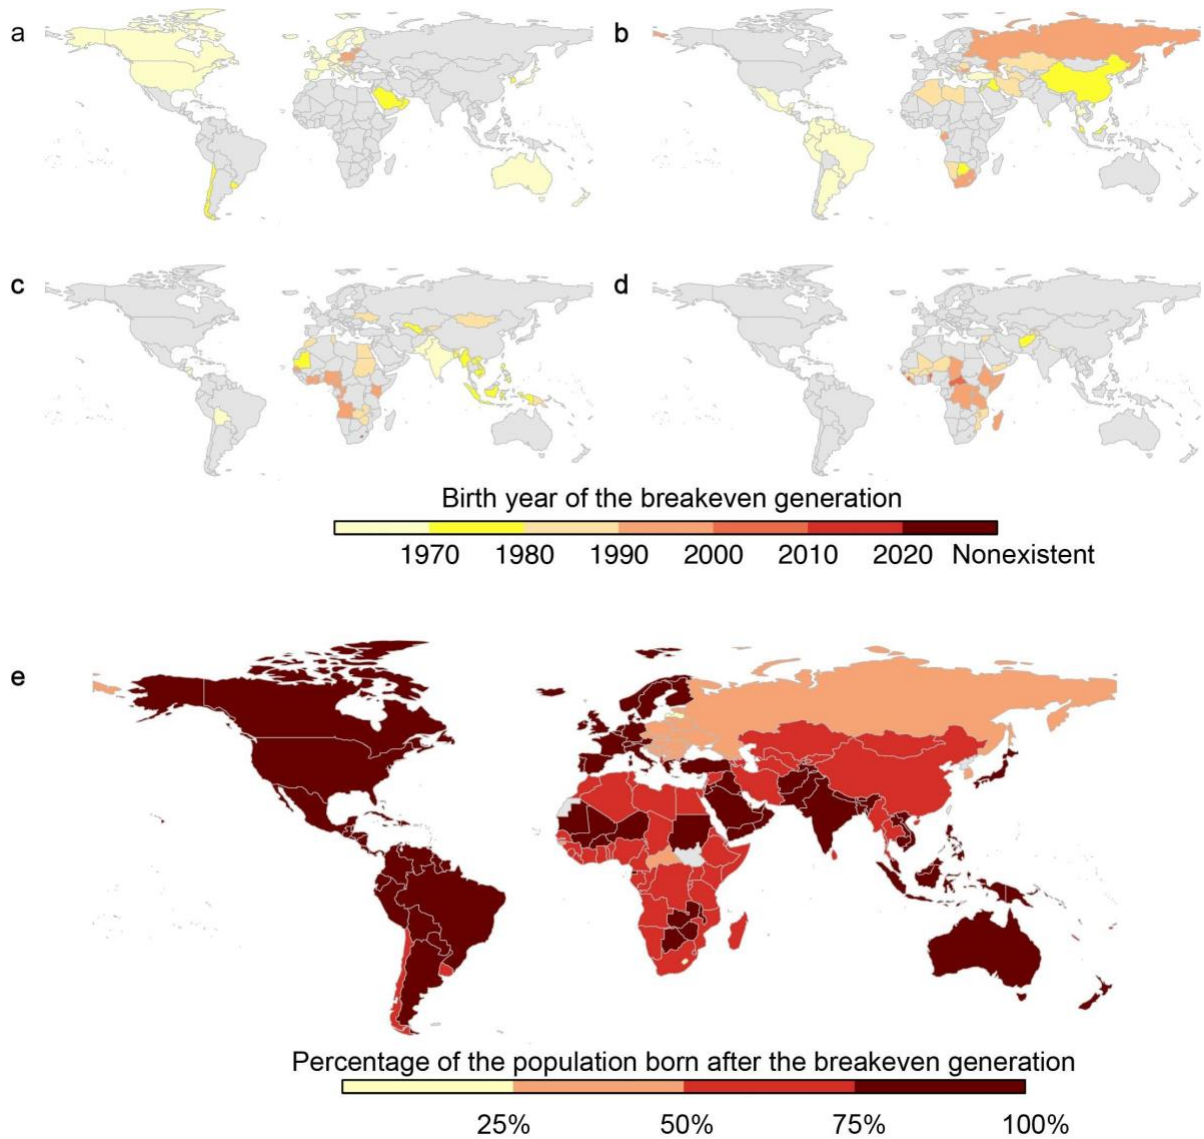 a
b
c
d
Birth year of the breakeven generation
1970 1980 1990 2000 2010 2020 Nonexistent
e
Percentage of the population born after the breakeven generation
25% 50% 75% 100%